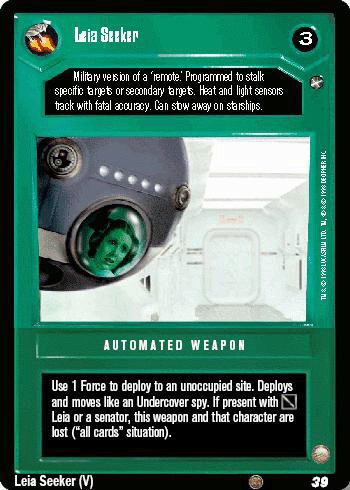 Leia Seeker
3
Military version of a 'remote.' Programmed to stalk
specific targets or secondary targets. Heat and light sensors
track with fatal accuracy. Can stow away on starships.
AUTOMATED WEAPON
Use 1 Force to deploy to an unoccupied site. Deploys
and moves like an Undercover spy. If present with
Leia or a senator, this weapon and that character are
lost ("all cards" situation).
Leia Seeker (V)
39